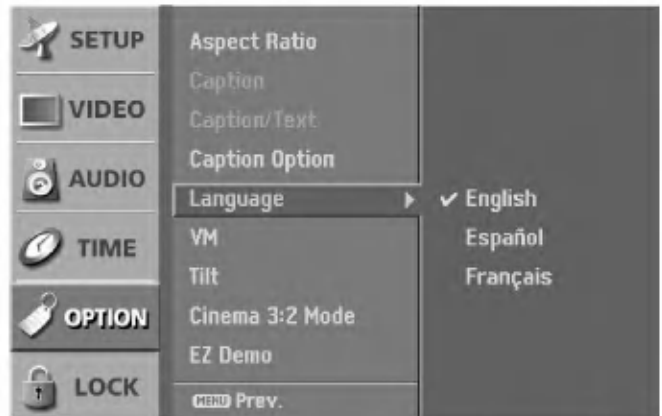 SETUP
VIDEO
AUDIO
TIME
OPTION
LOCK
Aspect Ratio
Caption
Caption/Text
Caption Option
Language
VM
Tilt
Cinema 3:2 Mode
EZ Demo
MENU Prev.
✔ English
Español
Français